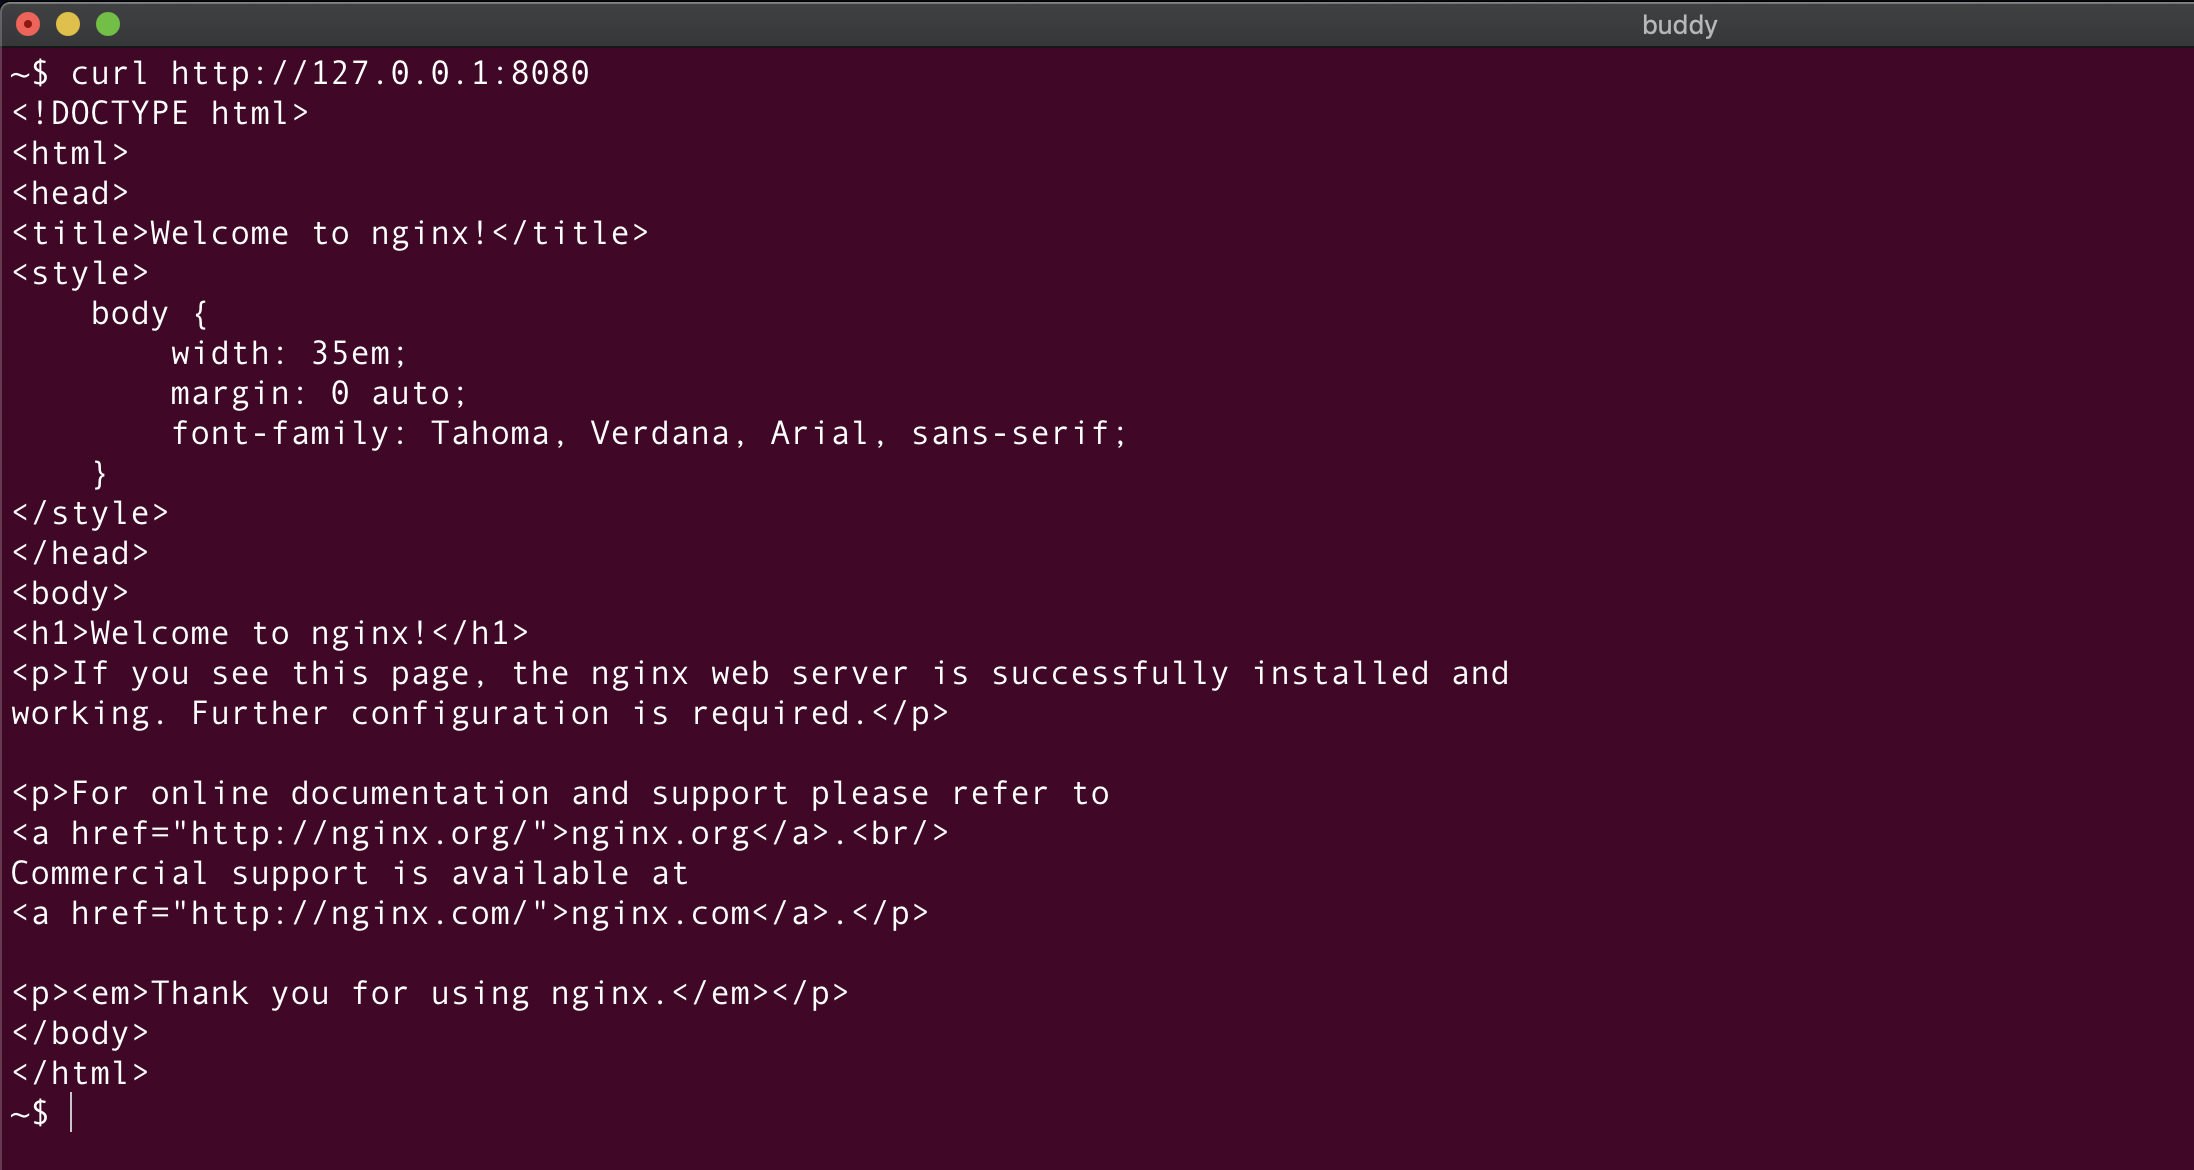 buddy
~$ curl http://127.0.0.1:8080
<!DOCTYPE html>
<html>
<head>
<title>Welcome to nginx!</title>
<style>
    body {
        width: 35em;
        margin: 0 auto;
        font-family: Tahoma, Verdana, Arial, sans-serif;
    }
</style>
</head>
<body>
<h1>Welcome to nginx!</h1>
<p>If you see this page, the nginx web server is successfully installed and
working. Further configuration is required.</p>

<p>For online documentation and support please refer to
<a href="http://nginx.org/">nginx.org</a>.<br/>
Commercial support is available at
<a href="http://nginx.com/">nginx.com</a>.</p>

<p><em>Thank you for using nginx.</em></p>
</body>
</html>
~$